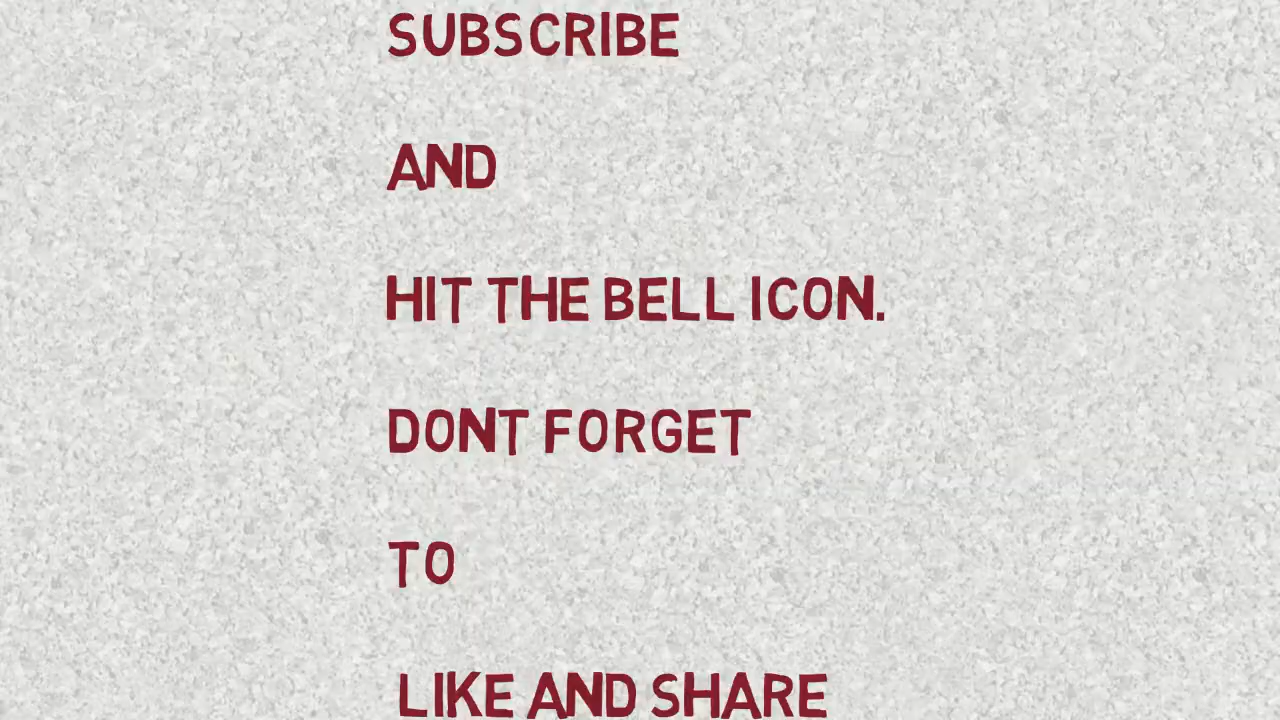 SUBSCRIBE
AND
HIT THE BELL ICON.
DONT FORGET
TO
LIKE AND SHARE